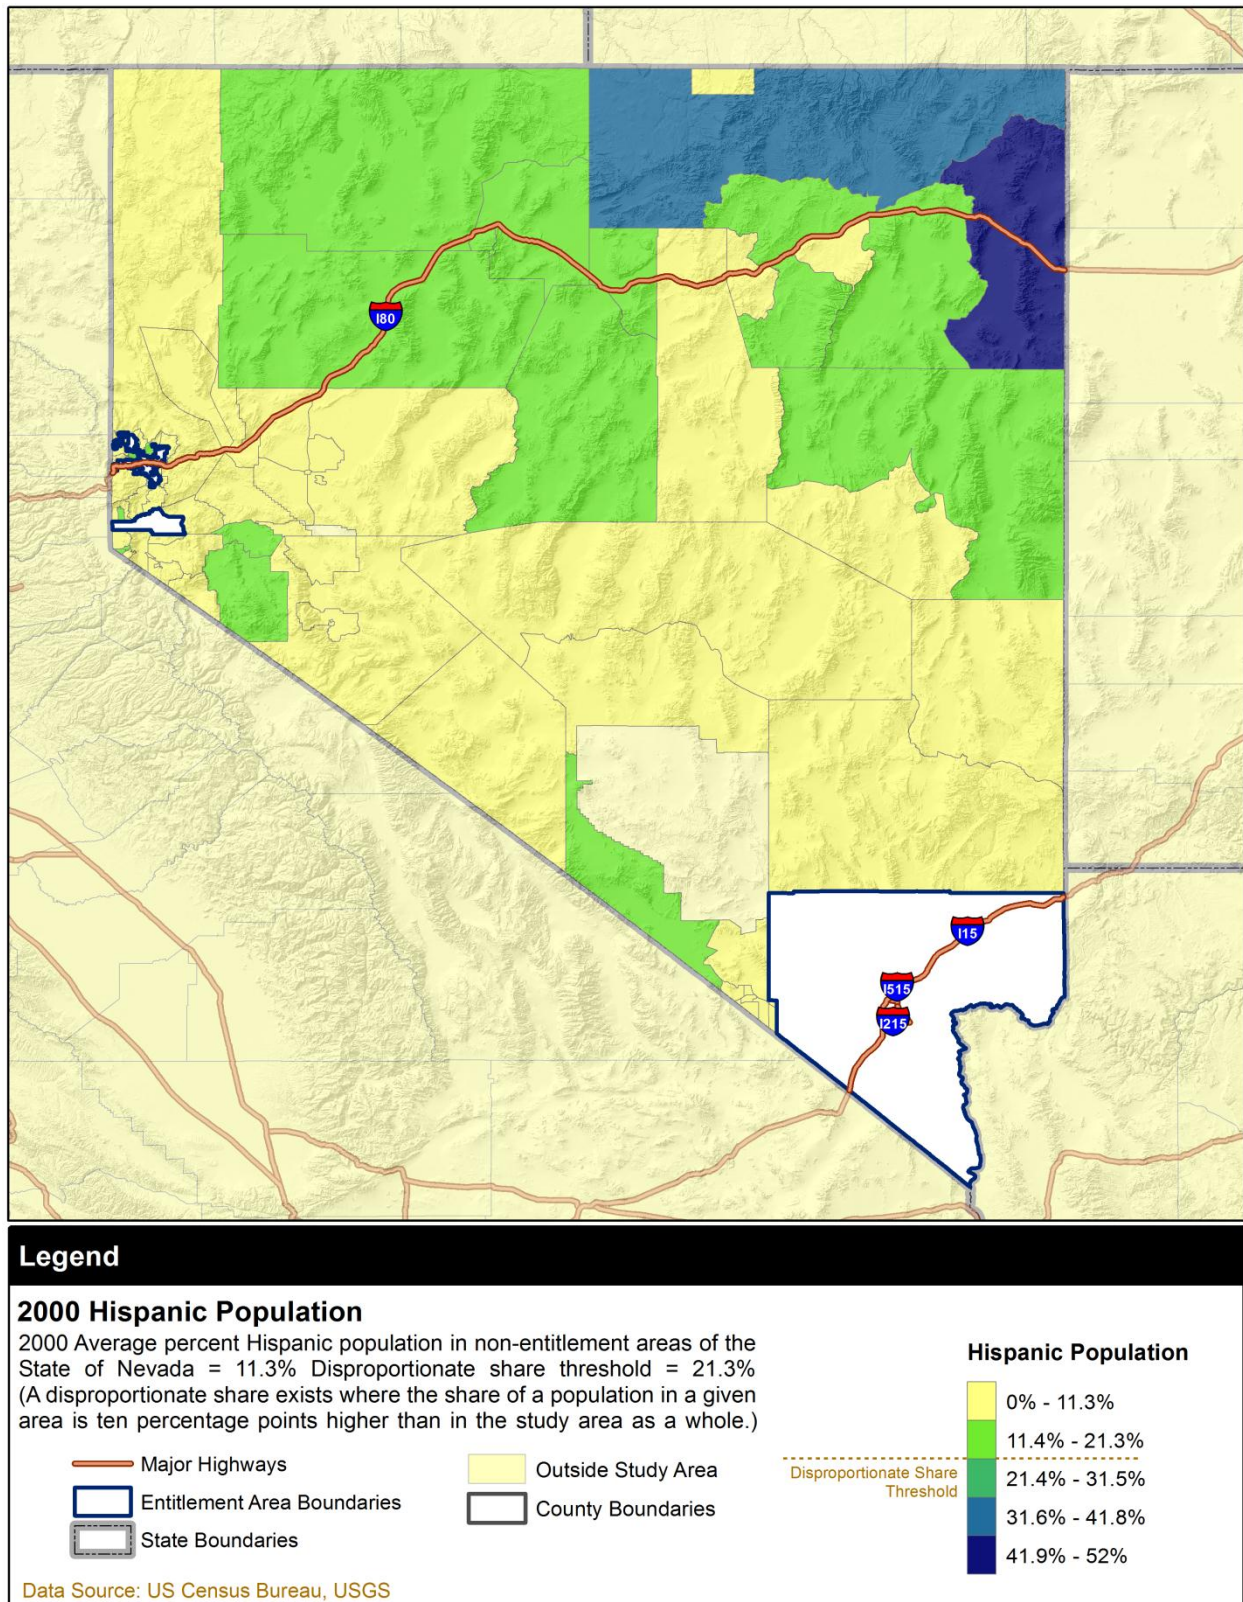 I80
I15
I515
I215
Legend
2000 Hispanic Population
2000 Average percent Hispanic population in non-entitlement areas of the
State of Nevada = 11.3% Disproportionate share threshold = 21.3%
(A disproportionate share exists where the share of a population in a given
area is ten percentage points higher than in the study area as a whole.)
Major Highways
Entitlement Area Boundaries
State Boundaries
Outside Study Area
County Boundaries
Data Source: US Census Bureau, USGS
Hispanic Population
0% - 11.3%
11.4% - 21.3%
Disproportionate Share
Threshold
21.4% - 31.5%
31.6% - 41.8%
41.9% - 52%